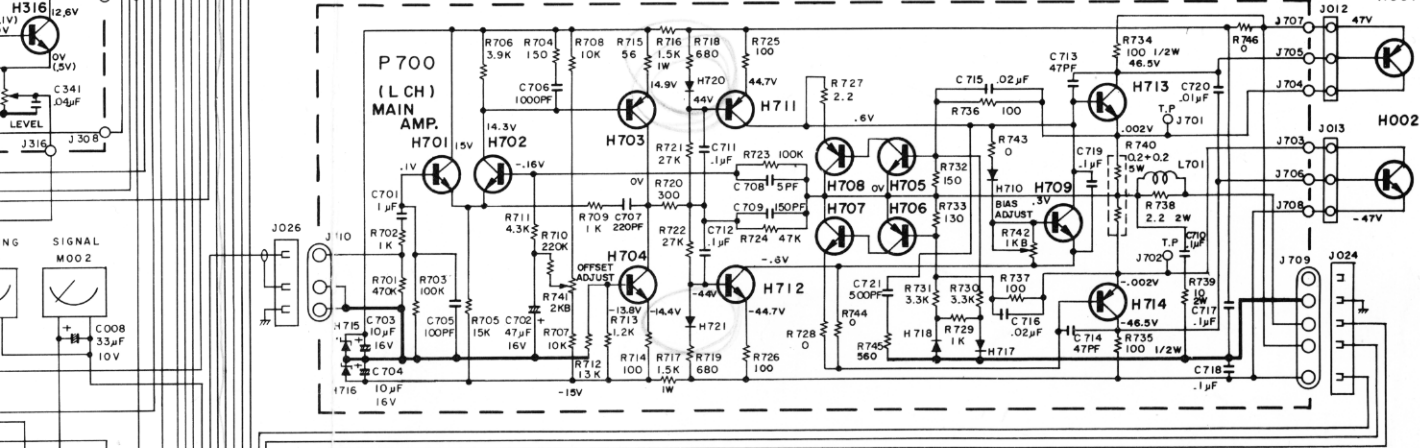 H316
12,6V
.1V)
0V
(.5V)
C341
.04µF
LEVEL
J308
J316
NG
SIGNAL
M002
C008
33µF
10V
J026
J710
P700
(L CH)
MAIN
AMP.
R706
3.9K
R704
150
R708
10K
R715
56
R716
1.5K
1W
R718
680
R725
100
C706
1000PF
14.9V
H720
44V
44.7V
H711
H703
14.3V
H701
15V
H702
.1V
-.16V
0V
R721
27K
C711
.1µF
R723
100K
C708
5PF
C701
1µF
R702
1K
R711
4.3K
R709
1K
C707
220PF
R720
300
C709
150PF
R724
47K
R722
27K
C712
.1µF
R710
220K
OFFSET
ADJUST
H704
R701
470K
R703
100K
R741
2KB
-13.8V
-14.4V
-44V
H712
-44.7V
H715
C703
10µF
16V
C705
100PF
R705
15K
C702
47µF
16V
R707
10K
R713
1.2K
H721
H716
C704
10µF
16V
R712
13K
R714
100
R717
1.5K
1W
R719
680
R726
100
-15V
R727
2.2
.6V
H708
H705
0V
H707
H706
-.6V
C715
.02µF
R736
100
R732
150
R733
130
R743
0
H710
BIAS
ADJUST
H709
.3V
R742
1KB
C719
.1µF
C713
47PF
R734
100 1/2W
46.5V
H713
T.P
J701
.002V
R740
0.2+0.2
5W
L701
R738
2.2 2W
C720
.01µF
R746
0
C721
500PF
R731
3.3K
R730
3.3K
R737
100
C716
.02µF
T.P
J702
C710
.1µF
-.002V
H714
R739
10
2W
C717
.1µF
-46.5V
R728
0
R744
0
R745
560
H718
R729
1K
H717
C714
47PF
R735
100 1/2W
C718
.1µF
J707
J012
47V
J705
J704
H002
J703
J013
J706
J708
-47V
J709
J024